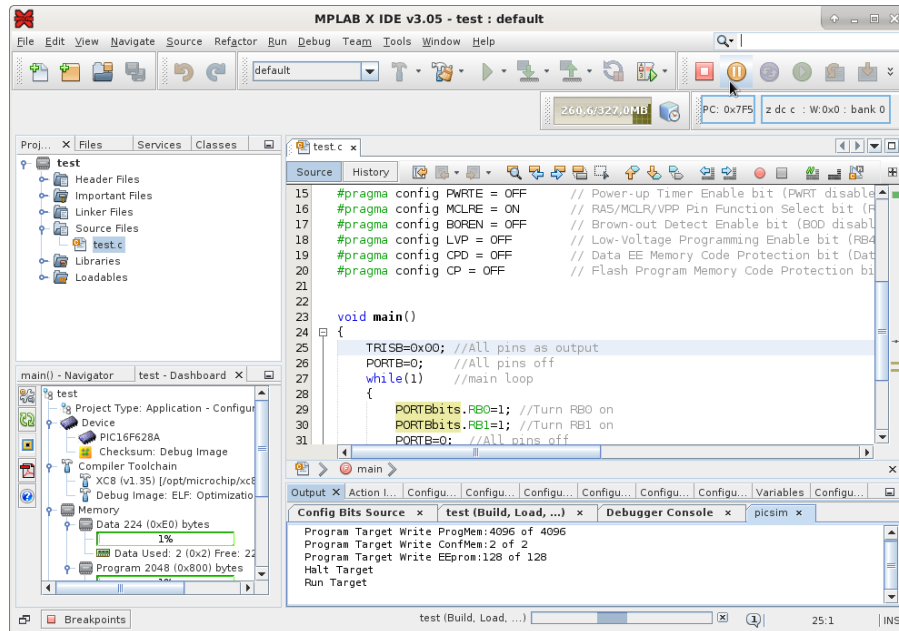 MPLAB X IDE v3.05 - test : default
File Edit View Navigate Source Refactor Run Debug Team Tools Window Help
default
260,6/327,0MB
PC: 0x7F5
z dc c : W:0x0 : bank 0
Proj... Files Services Classes
test
Header Files
Important Files
Linker Files
Source Files
test.c
Libraries
Loadables
main() - Navigator test - Dashboard
test
Project Type: Application - Configur
Device
PIC16F628A
Checksum: Debug Image
Compiler Toolchain
XC8 (v1.35) [/opt/microchip/xc8
Debug Image: ELF: Optimizatio
Memory
Data 224 (0xE0) bytes
1%
Data Used: 2 (0x2) Free: 22
Program 2048 (0x800) bytes
test.c
Source History
15 #pragma config PWRTE = OFF // Power-up Timer Enable bit (PWRT disable
16 #pragma config MCLRE = ON // RA5/MCLR/VPP Pin Function Select bit (R
17 #pragma config BOREN = OFF // Brown-out Detect Enable bit (BOD disabl
18 #pragma config LVP = OFF // Low-Voltage Programming Enable bit (RB4
19 #pragma config CPD = OFF // Data EE Memory Code Protection bit (Dat
20 #pragma config CP = OFF // Flash Program Memory Code Protection bi
21
22
23 void main()
24 {
25 TRISB=0x00; //All pins as output
26 PORTB=0; //All pins off
27 while(1) //main loop
28 {
29 PORTBbits.RB0=1; //Turn RB0 on
30 PORTBbits.RB1=1; //Turn RB1 on
31 PORTB=0; //All pins off
main
Output Action I... Configu... Configu... Configu... Configu... Configu... Configu... Variables Configu...
Config Bits Source test (Build, Load, ...) Debugger Console picsim
Program Target Write ProgMem:4096 of 4096
Program Target Write ConfMem:2 of 2
Program Target Write EEprom:128 of 128
Halt Target
Run Target
Breakpoints
test (Build, Load, ...)
1
25:1
INS